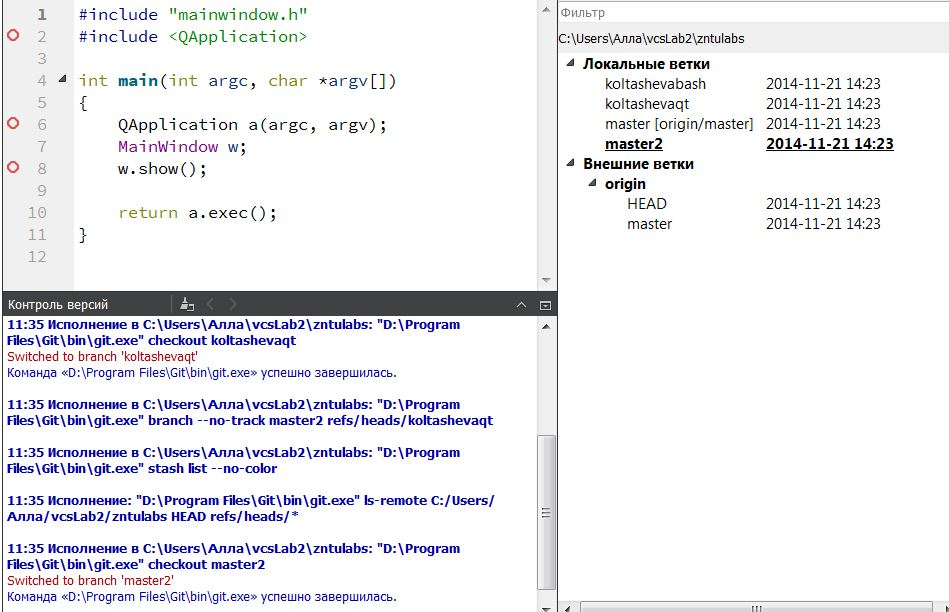 1 #include "mainwindow.h"
2 #include <QApplication>
3
4 int main(int argc, char *argv[])
5 {
6 QApplication a(argc, argv);
7 MainWindow w;
8 w.show();
9
10 return a.exec();
11 }
12
Контроль версий
11:35 Исполнение в C:\Users\Алла\vcsLab2\zntulabs: "D:\Program
Files\Git\bin\git.exe" checkout koltashevaqt
Switched to branch 'koltashevaqt'
Команда «D:\Program Files\Git\bin\git.exe» успешно завершилась.
11:35 Исполнение в C:\Users\Алла\vcsLab2\zntulabs: "D:\Program
Files\Git\bin\git.exe" branch --no-track master2 refs/heads/koltashevaqt
11:35 Исполнение в C:\Users\Алла\vcsLab2\zntulabs: "D:\Program
Files\Git\bin\git.exe" stash list --no-color
11:35 Исполнение: "D:\Program Files\Git\bin\git.exe" ls-remote C:/Users/
Алла/vcsLab2/zntulabs HEAD refs/heads/*
11:35 Исполнение в C:\Users\Алла\vcsLab2\zntulabs: "D:\Program
Files\Git\bin\git.exe" checkout master2
Switched to branch 'master2'
Команда «D:\Program Files\Git\bin\git.exe» успешно завершилась.
Фильтр
C:\Users\Алла\vcsLab2\zntulabs
Локальные ветки
koltashevabash 2014-11-21 14:23
koltashevaqt 2014-11-21 14:23
master [origin/master] 2014-11-21 14:23
master2 2014-11-21 14:23
Внешние ветки
origin
HEAD 2014-11-21 14:23
master 2014-11-21 14:23